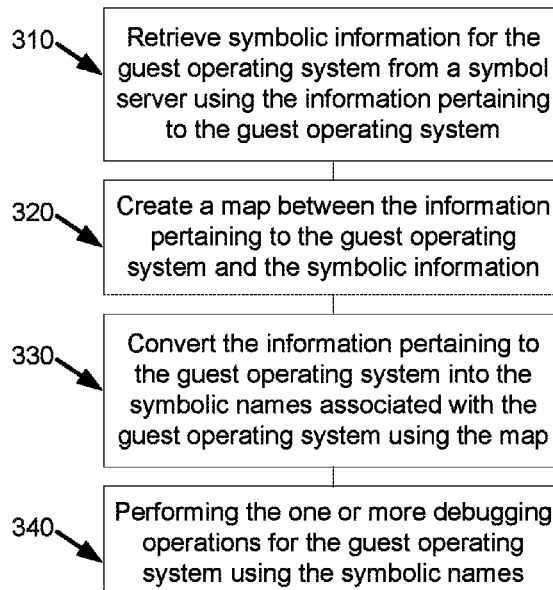 310
Retrieve symbolic information for the
guest operating system from a symbol
server using the information pertaining
to the guest operating system
320
Create a map between the information
pertaining to the guest operating
system and the symbolic information
330
Convert the information pertaining to
the guest operating system into the
symbolic names associated with the
guest operating system using the map
340
Performing the one or more debugging
operations for the guest operating
system using the symbolic names